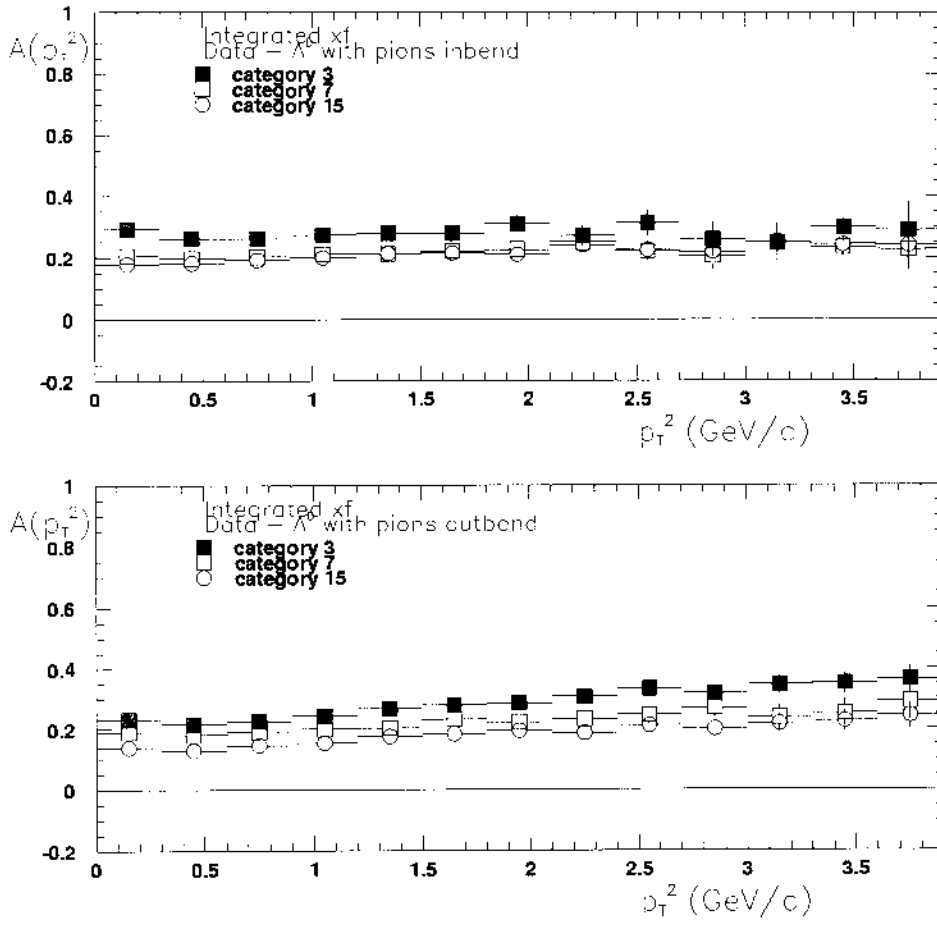 A(p_T^2)
Integrated xf
Data – Λ⁰ with pions inbend
category 3
category 7
category 15
1
0.8
0.6
0.4
0.2
0
-0.2
0 0.5 1 1.5 2 2.5 3 3.5
p_T^2 (GeV/c)
A(p_T^2)
Integrated xf
Data – Λ⁰ with pions outbend
category 3
category 7
category 15
1
0.8
0.6
0.4
0.2
0
-0.2
0 0.5 1 1.5 2 2.5 3 3.5
p_T^2 (GeV/c)